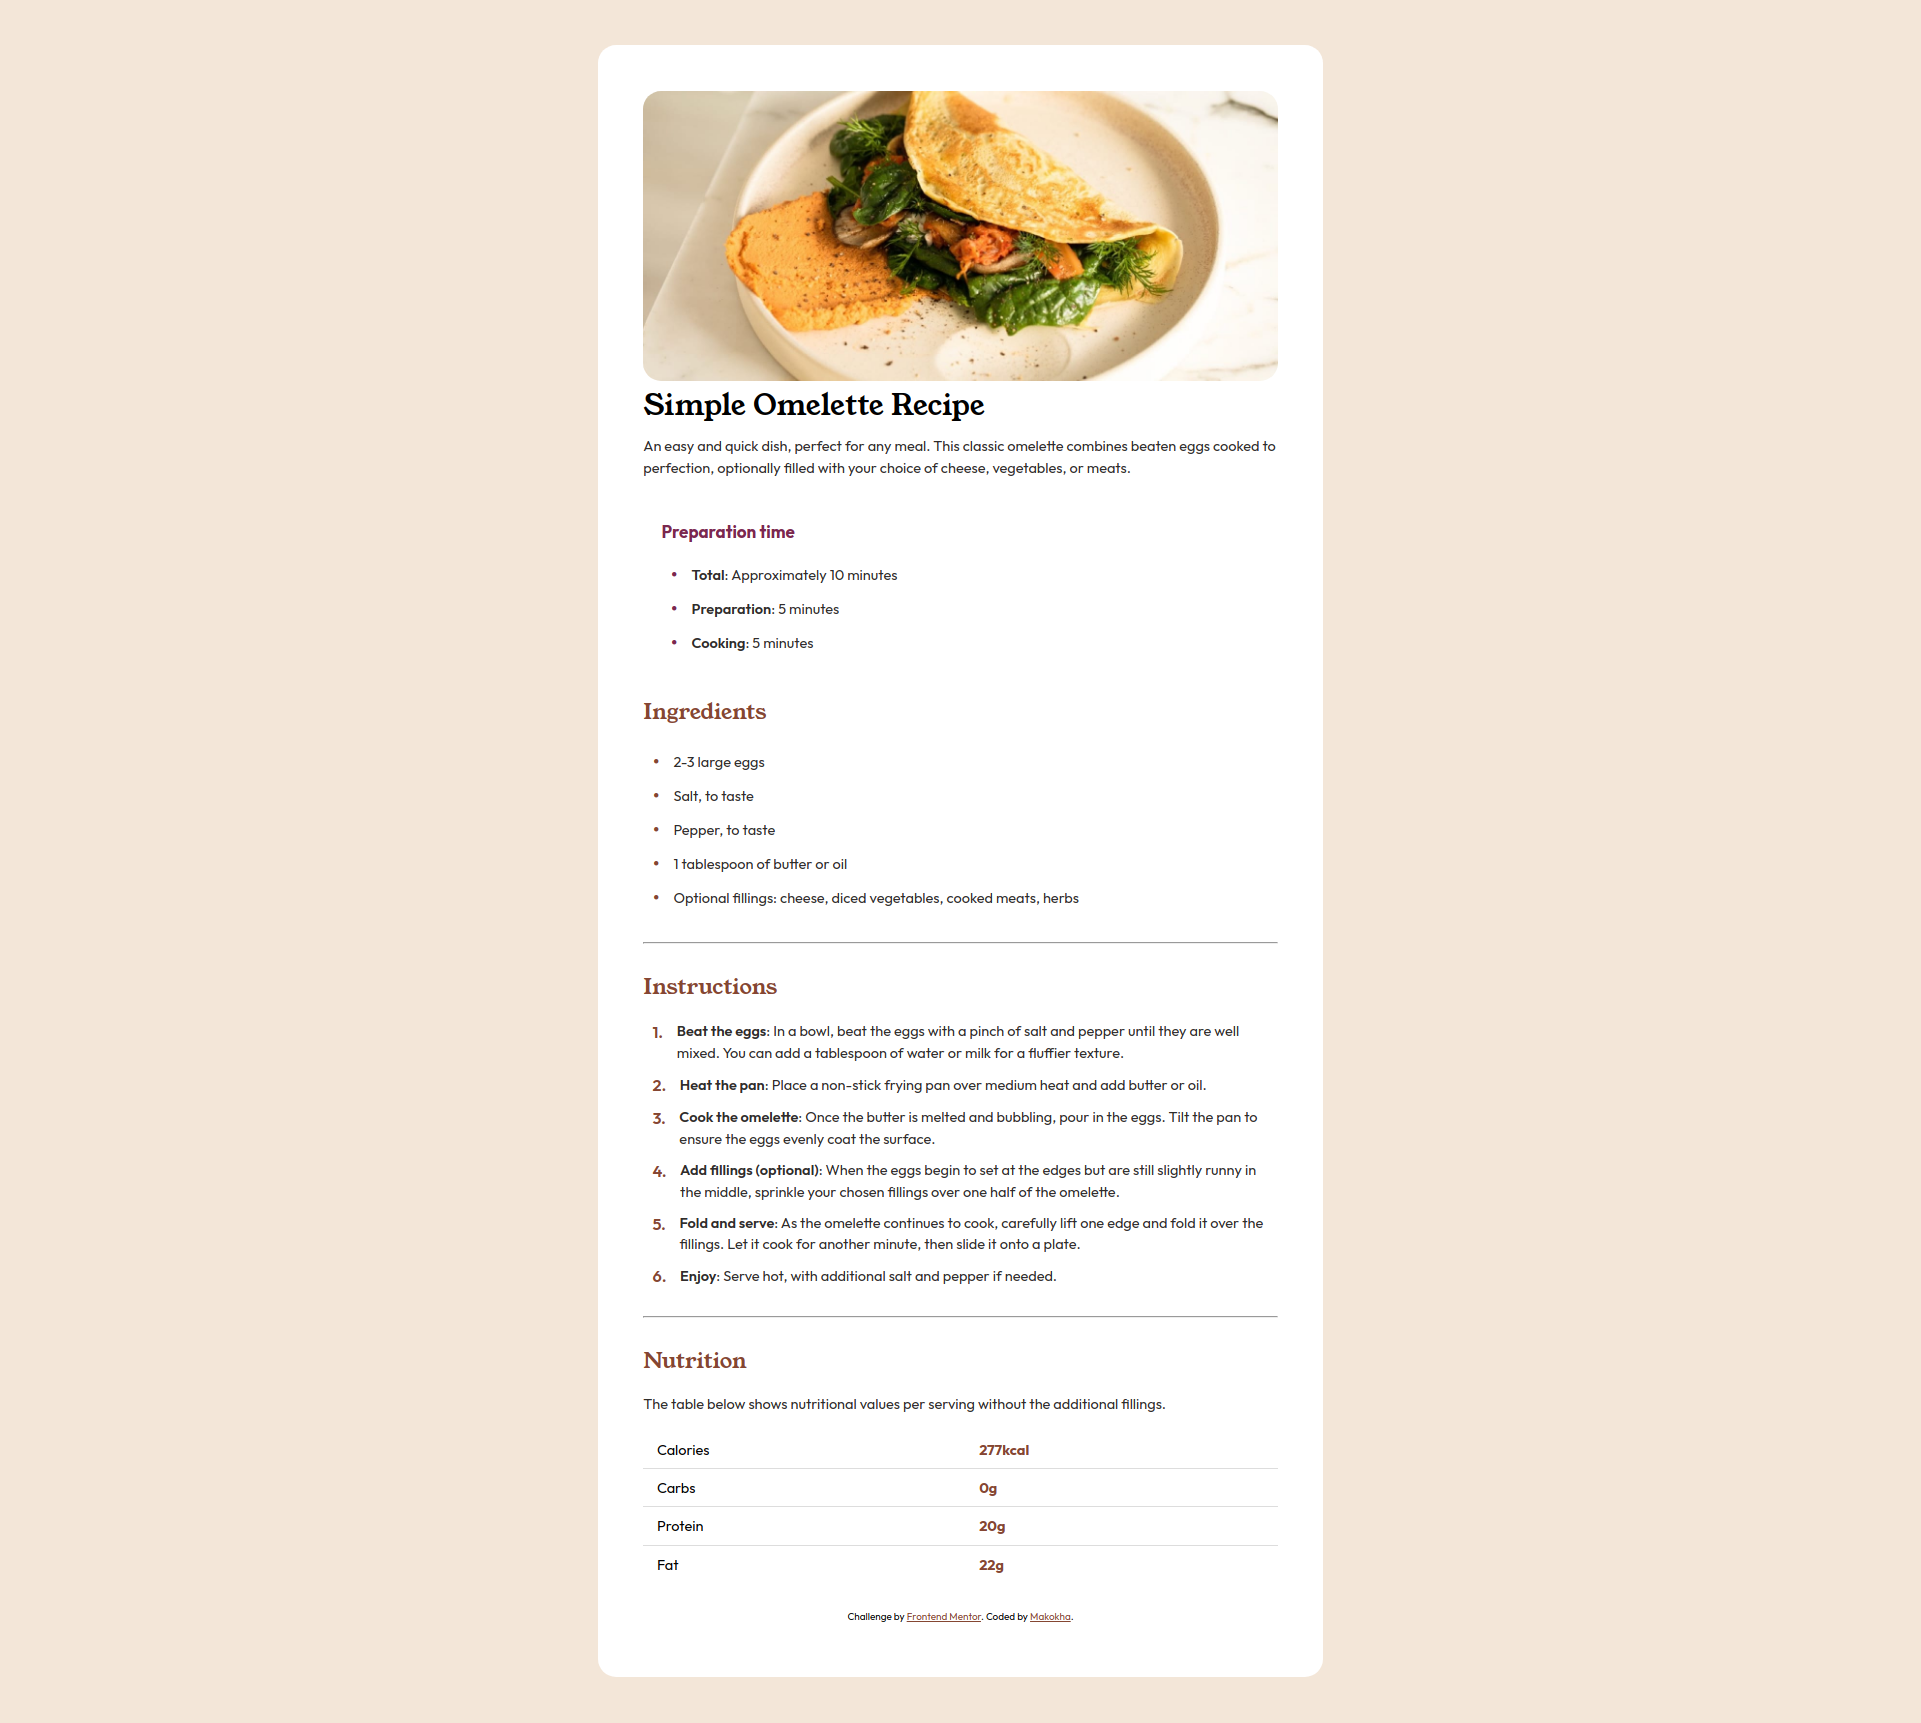 Simple Omelette Recipe
An easy and quick dish, perfect for any meal. This classic omelette combines beaten eggs cooked to
perfection, optionally filled with your choice of cheese, vegetables, or meats.
Preparation time
• Total: Approximately 10 minutes
• Preparation: 5 minutes
• Cooking: 5 minutes
Ingredients
• 2-3 large eggs
• Salt, to taste
• Pepper, to taste
• 1 tablespoon of butter or oil
• Optional fillings: cheese, diced vegetables, cooked meats, herbs
Instructions
1. Beat the eggs: In a bowl, beat the eggs with a pinch of salt and pepper until they are well
mixed. You can add a tablespoon of water or milk for a fluffier texture.
2. Heat the pan: Place a non-stick frying pan over medium heat and add butter or oil.
3. Cook the omelette: Once the butter is melted and bubbling, pour in the eggs. Tilt the pan to
ensure the eggs evenly coat the surface.
4. Add fillings (optional): When the eggs begin to set at the edges but are still slightly runny in
the middle, sprinkle your chosen fillings over one half of the omelette.
5. Fold and serve: As the omelette continues to cook, carefully lift one edge and fold it over the
fillings. Let it cook for another minute, then slide it onto a plate.
6. Enjoy: Serve hot, with additional salt and pepper if needed.
Nutrition
The table below shows nutritional values per serving without the additional fillings.
Calories 277kcal
Carbs 0g
Protein 20g
Fat 22g
Challenge by Frontend Mentor. Coded by Makokha.